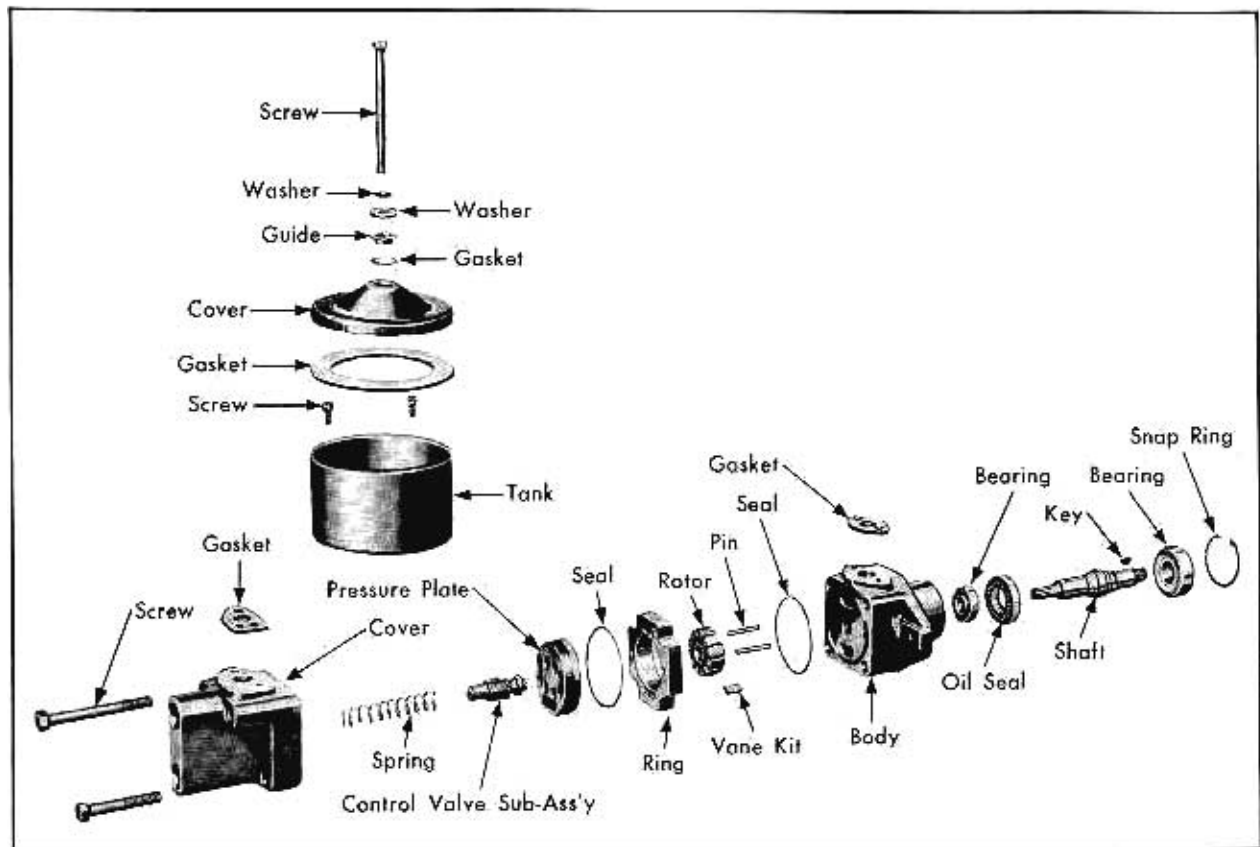 Screw
Washer
Washer
Guide
Gasket
Cover
Gasket
Screw
Tank
Gasket
Screw
Cover
Pressure Plate
Seal
Spring
Control Valve Sub-Ass'y
Ring
Rotor
Pin
Vane Kit
Seal
Gasket
Body
Bearing
Oil Seal
Key
Shaft
Bearing
Snap Ring